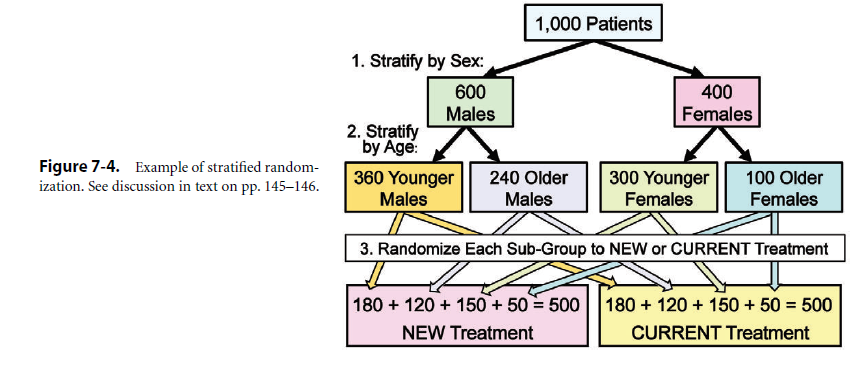 1,000 Patients
1. Stratify by Sex:
600
Males
400
Females
2. Stratify
by Age:
Figure 7-4. Example of stratified random-
ization. See discussion in text on pp. 145–146.
360 Younger
Males
240 Older
Males
300 Younger
Females
100 Older
Females
3. Randomize Each Sub-Group to NEW or CURRENT Treatment
180 + 120 + 150 + 50 = 500
NEW Treatment
180 + 120 + 150 + 50 = 500
CURRENT Treatment